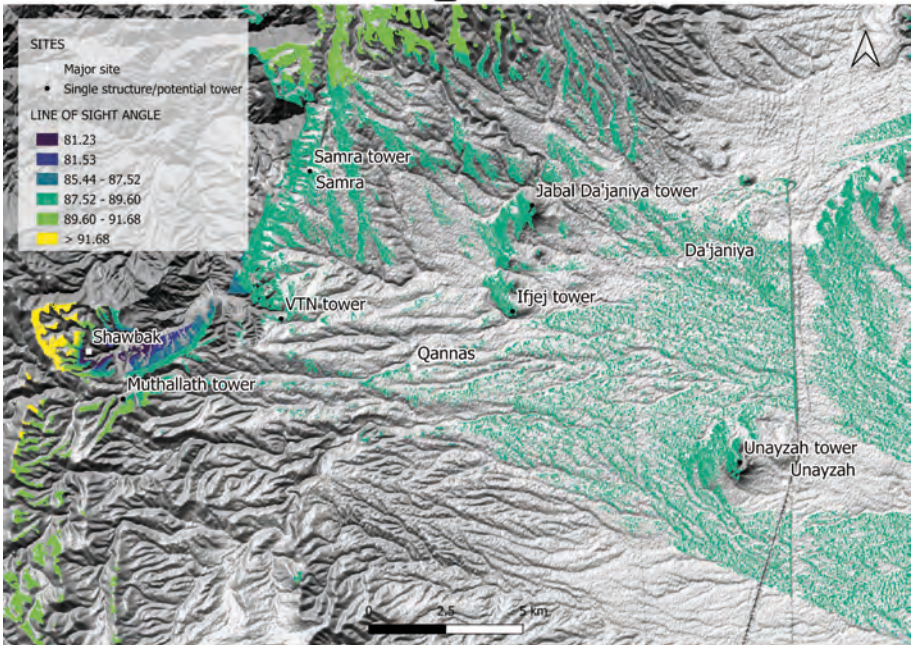 SITES
Major site
Single structure/potential tower
LINE OF SIGHT ANGLE
81.23
81.53
85.44 - 87.52
87.52 - 89.60
89.60 - 91.68
> 91.68
Samra tower
Samra
Jabal Da'janiya tower
Da'janiya
VTN tower
Ifjej tower
Shawbak
Qannas
Muthallath tower
Unayzah tower
Unayzah
0 2.5 5 km